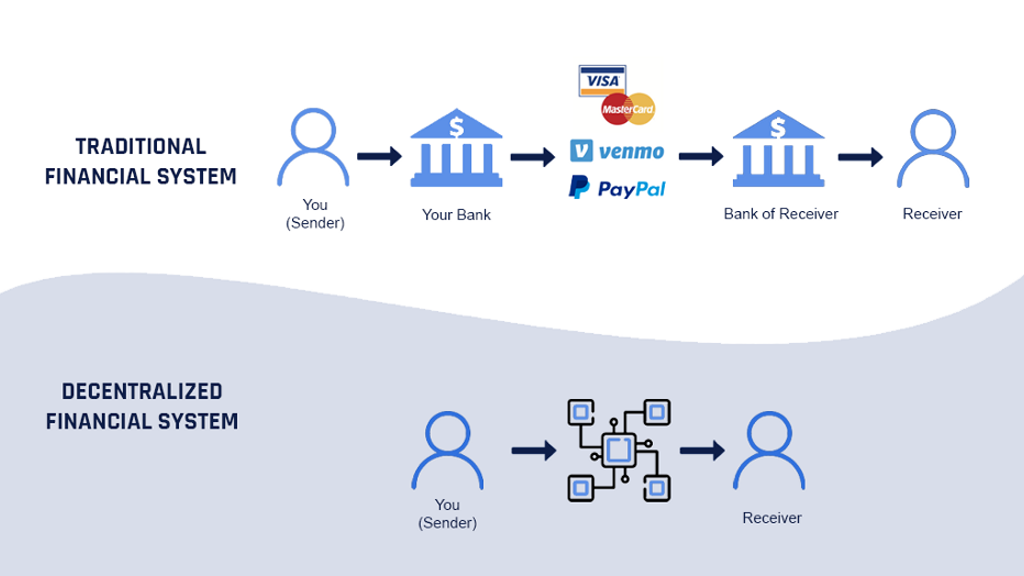 TRADITIONAL
FINANCIAL SYSTEM
You
(Sender)
$
Your Bank
VISA
MasterCard
V venmo
P PayPal
$
Bank of Receiver
Receiver
DECENTRALIZED
FINANCIAL SYSTEM
You
(Sender)
Receiver